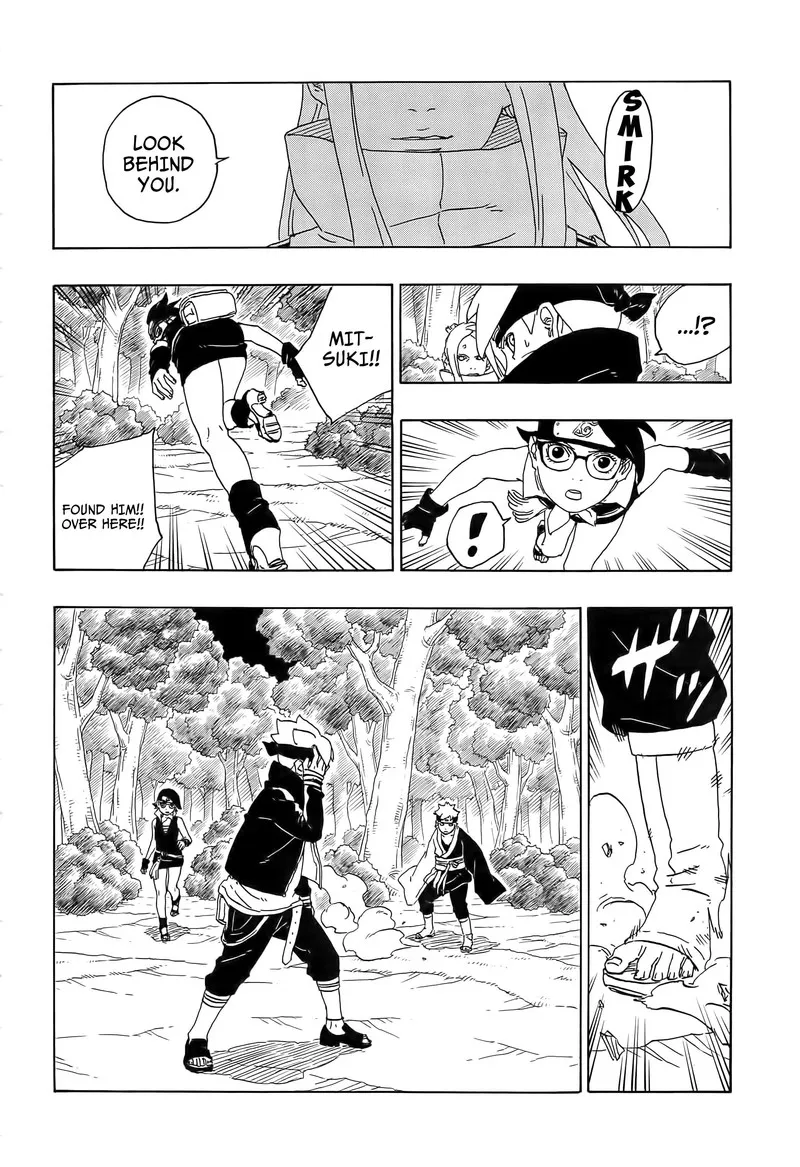 LOOK
BEHIND
YOU.
SMIRK
...!?
!
MIT-
SUKI!!
FOUND HIM!!
OVER HERE!!